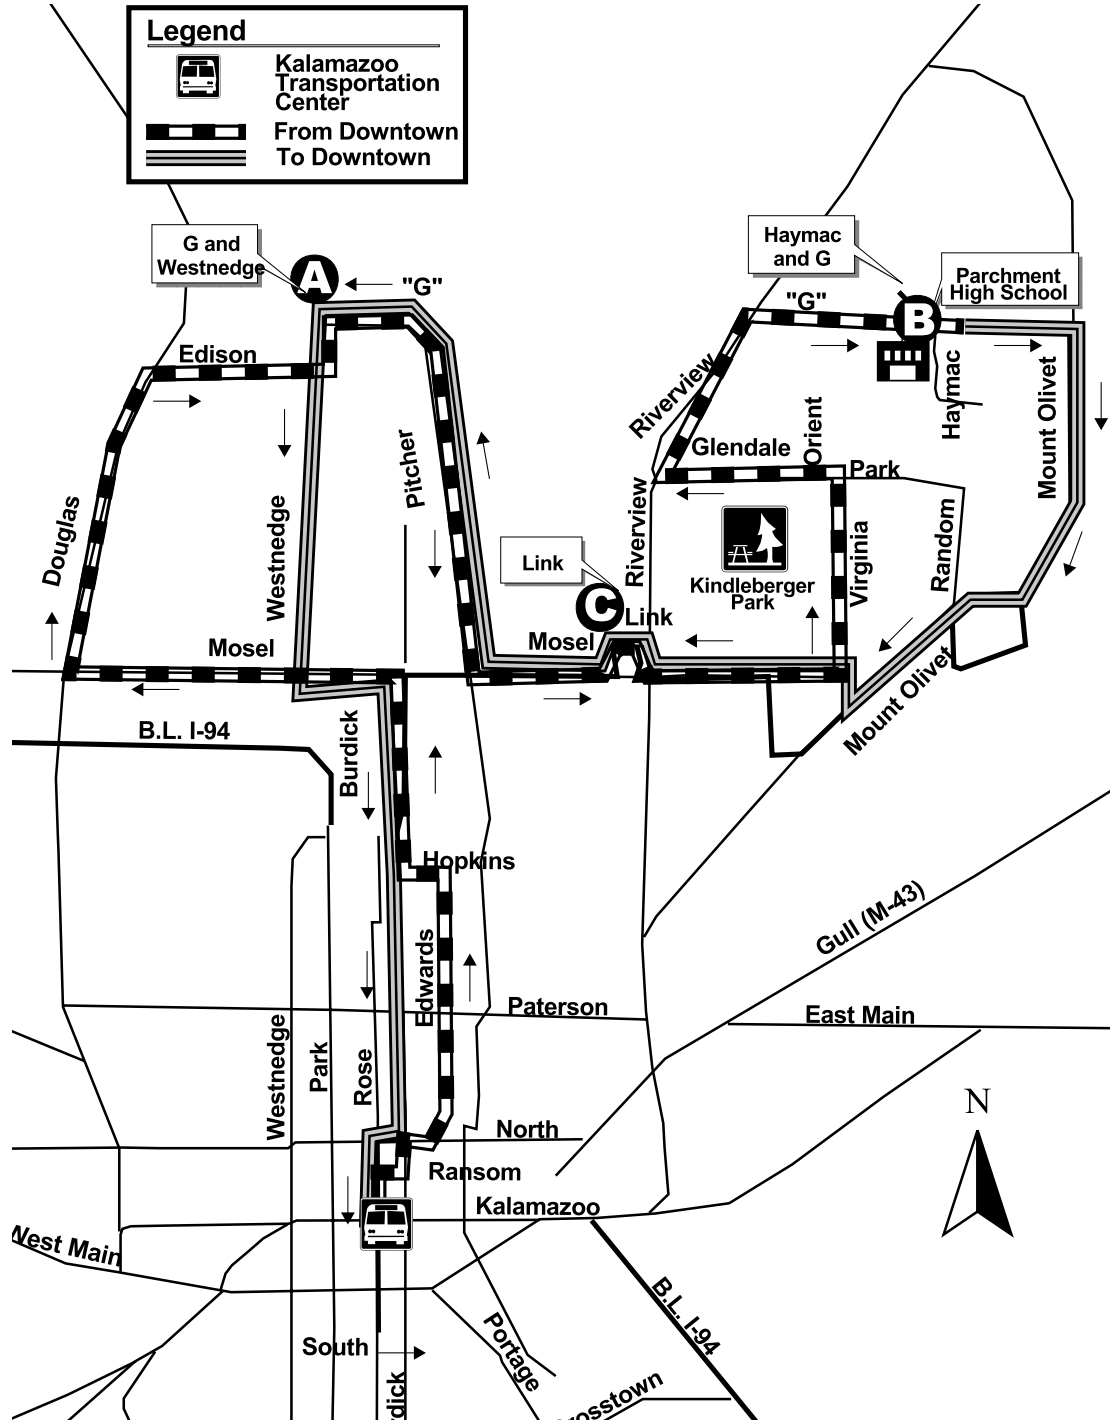 Legend
Kalamazoo
Transportation
Center
From Downtown
To Downtown
G and
Westnedge
A
"G"
Haymac
and G
Parchment
High School
"G"
B
Edison
Riverview
Haymac
Mount Olivet
Orient
Glendale
Park
Pitcher
Douglas
Westnedge
Riverview
Kindleberger
Park
Virginia
Random
Link
C
Link
Mosel
Mosel
Mount Olivet
B.L. I-94
Burdick
Hopkins
Gull (M-43)
Edwards
Paterson
East Main
Westnedge
Park
Rose
N
North
Ransom
Kalamazoo
West Main
B.L. I-94
South
Portage
rdick
rosstown